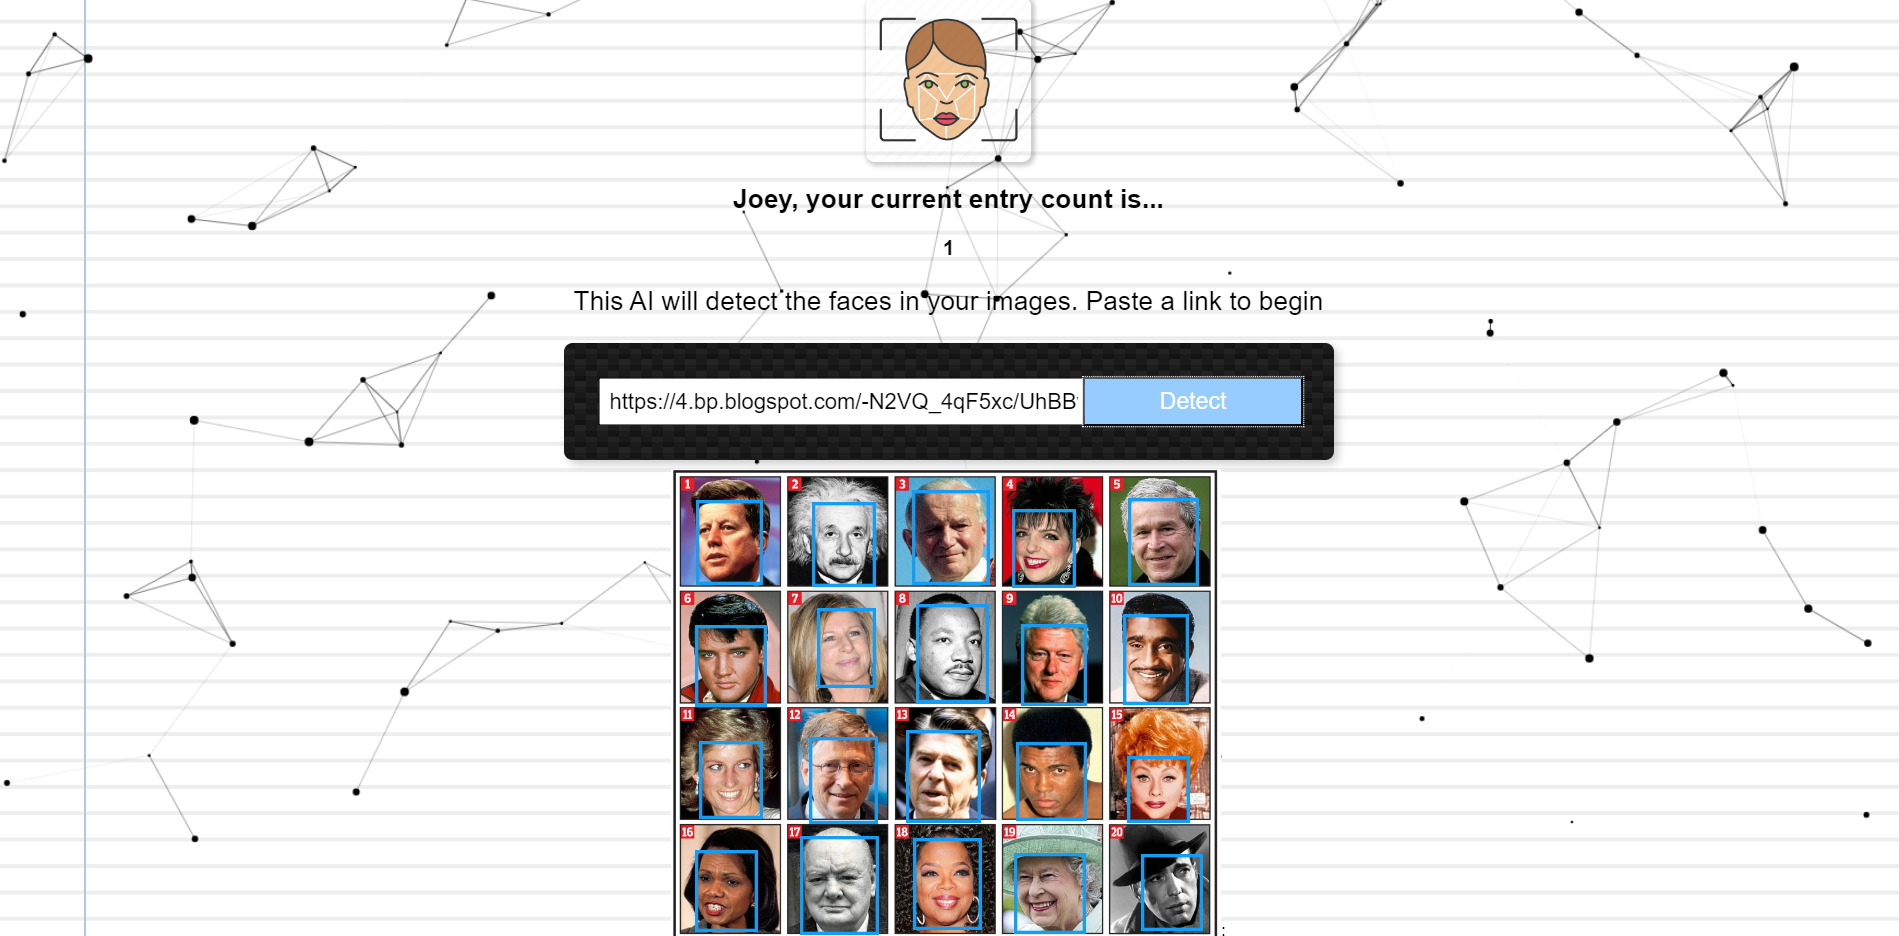 Joey, your current entry count is...
1
This AI will detect the faces in your images. Paste a link to begin
https://4.bp.blogspot.com/-N2VQ_4qF5xc/UhBB
Detect
1 2 3 4 5
6 7 8 9 10
11 12 13 14 15
16 17 18 19 20